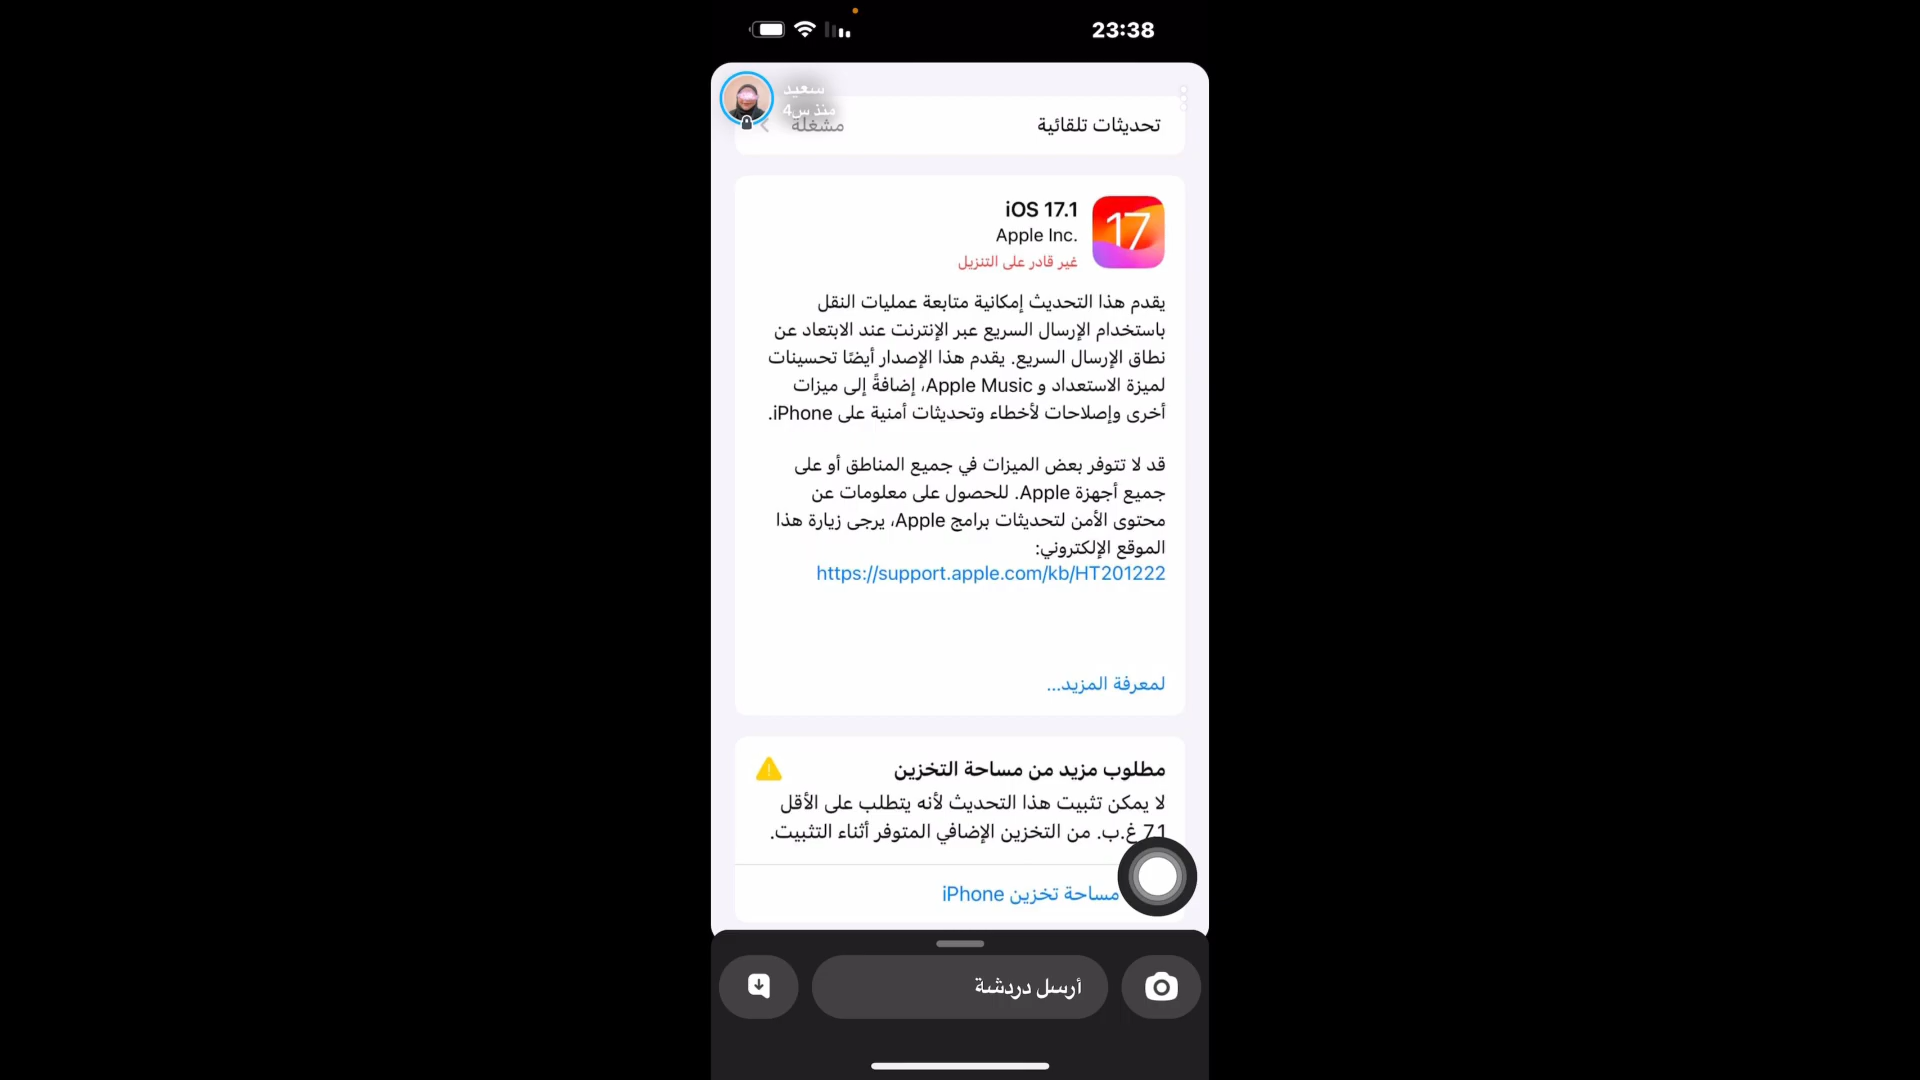 23:38
سعيد
منذ س4
تحديثات تلقائية
مشغلة
iOS 17.1
Apple Inc.
غير قادر على التنزيل
17
يقدم هذا التحديث إمكانية متابعة عمليات النقل
باستخدام الإرسال السريع عبر الإنترنت عند الابتعاد عن
نطاق الإرسال السريع. يقدم هذا الإصدار أيضًا تحسينات
لميزة الاستعداد و Apple Music، إضافةً إلى ميزات
أخرى وإصلاحات لأخطاء وتحديثات أمنية على iPhone.
قد لا تتوفر بعض الميزات في جميع المناطق أو على
جميع أجهزة Apple. للحصول على معلومات عن
محتوى الأمن لتحديثات برامج Apple، يرجى زيارة هذا
الموقع الإلكتروني:
https://support.apple.com/kb/HT201222
لمعرفة المزيد...
مطلوب مزيد من مساحة التخزين
لا يمكن تثبيت هذا التحديث لأنه يتطلب على الأقل
غ.ب. من التخزين الإضافي المتوفر أثناء التثبيت.
مساحة تخزين iPhone
أرسل دردشة